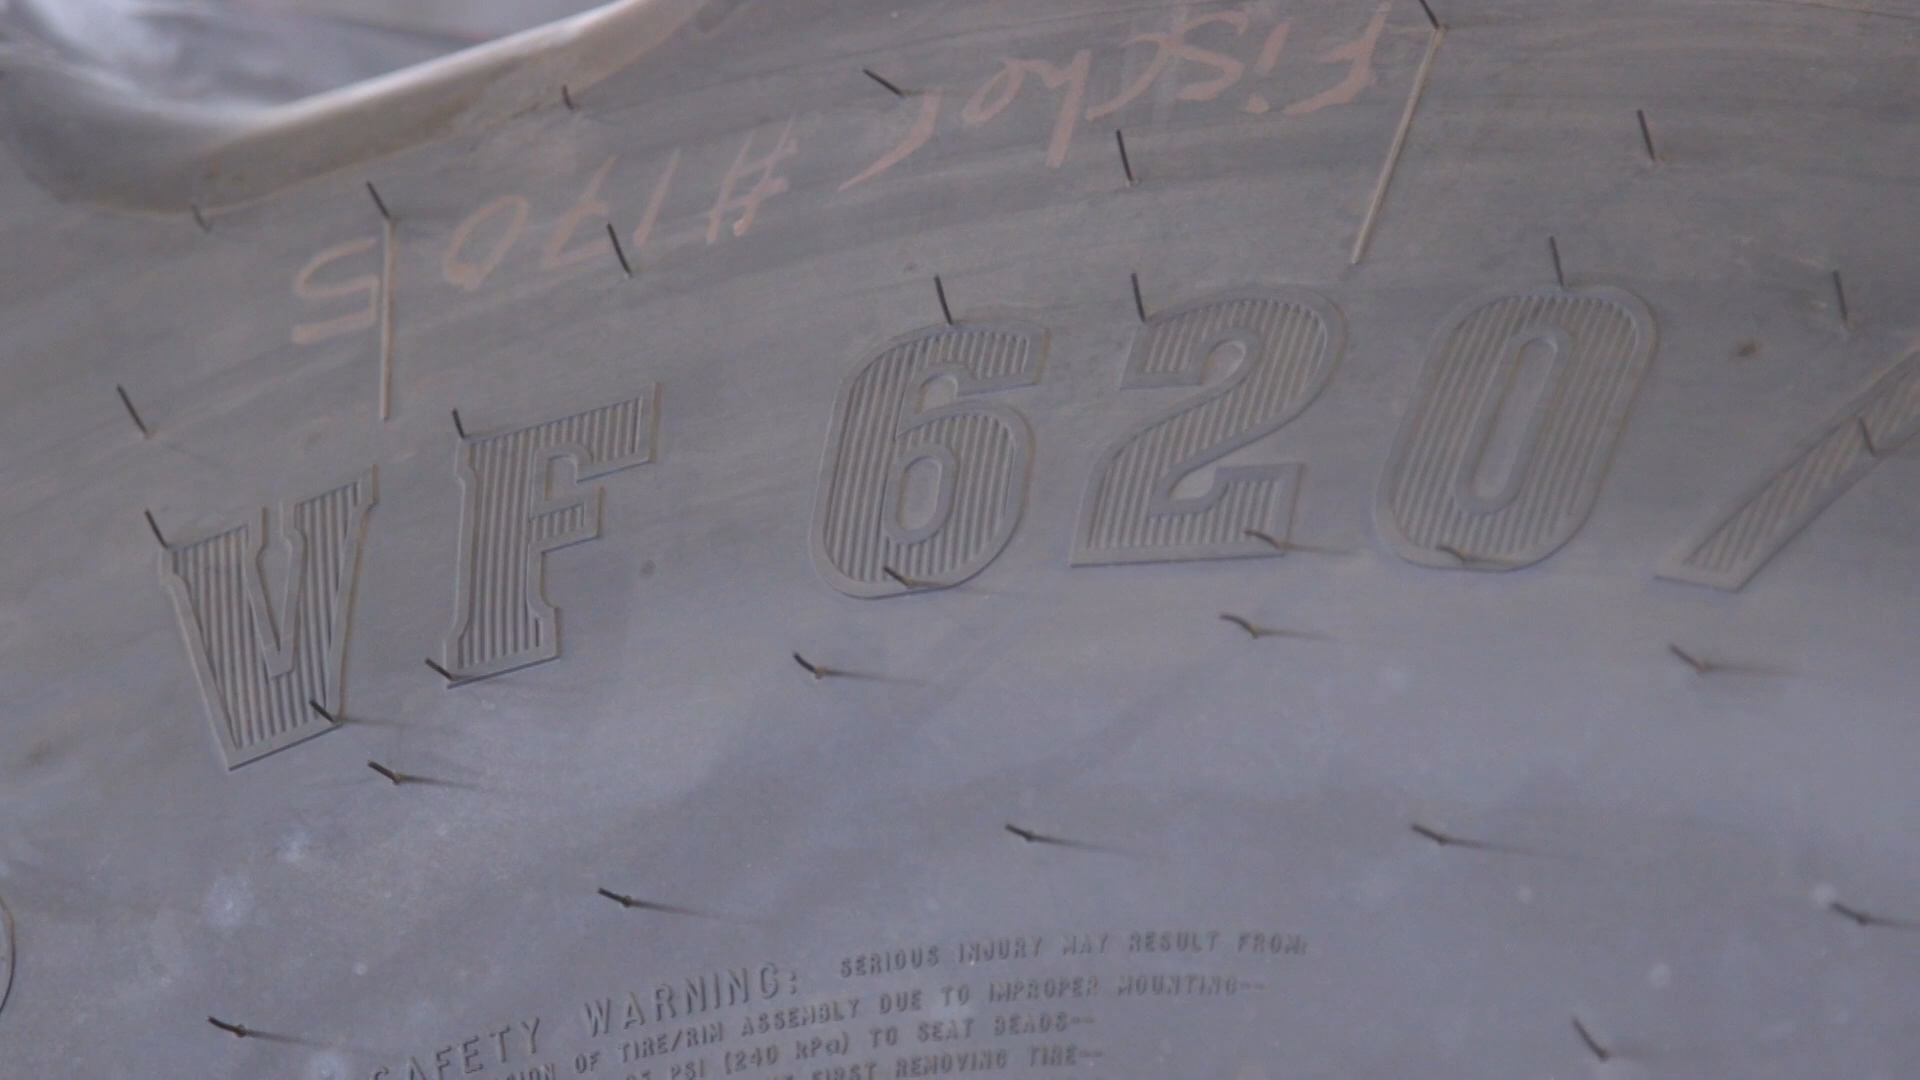 Fischer #1705
VF 620/
SAFETY WARNING: SERIOUS INJURY MAY RESULT FROM:
OF TIRE/RIM ASSEMBLY DUE TO IMPROPER MOUNTING--
PSI (240 kPa) TO SEAT BEADS--
FIRST REMOVING TIRE--